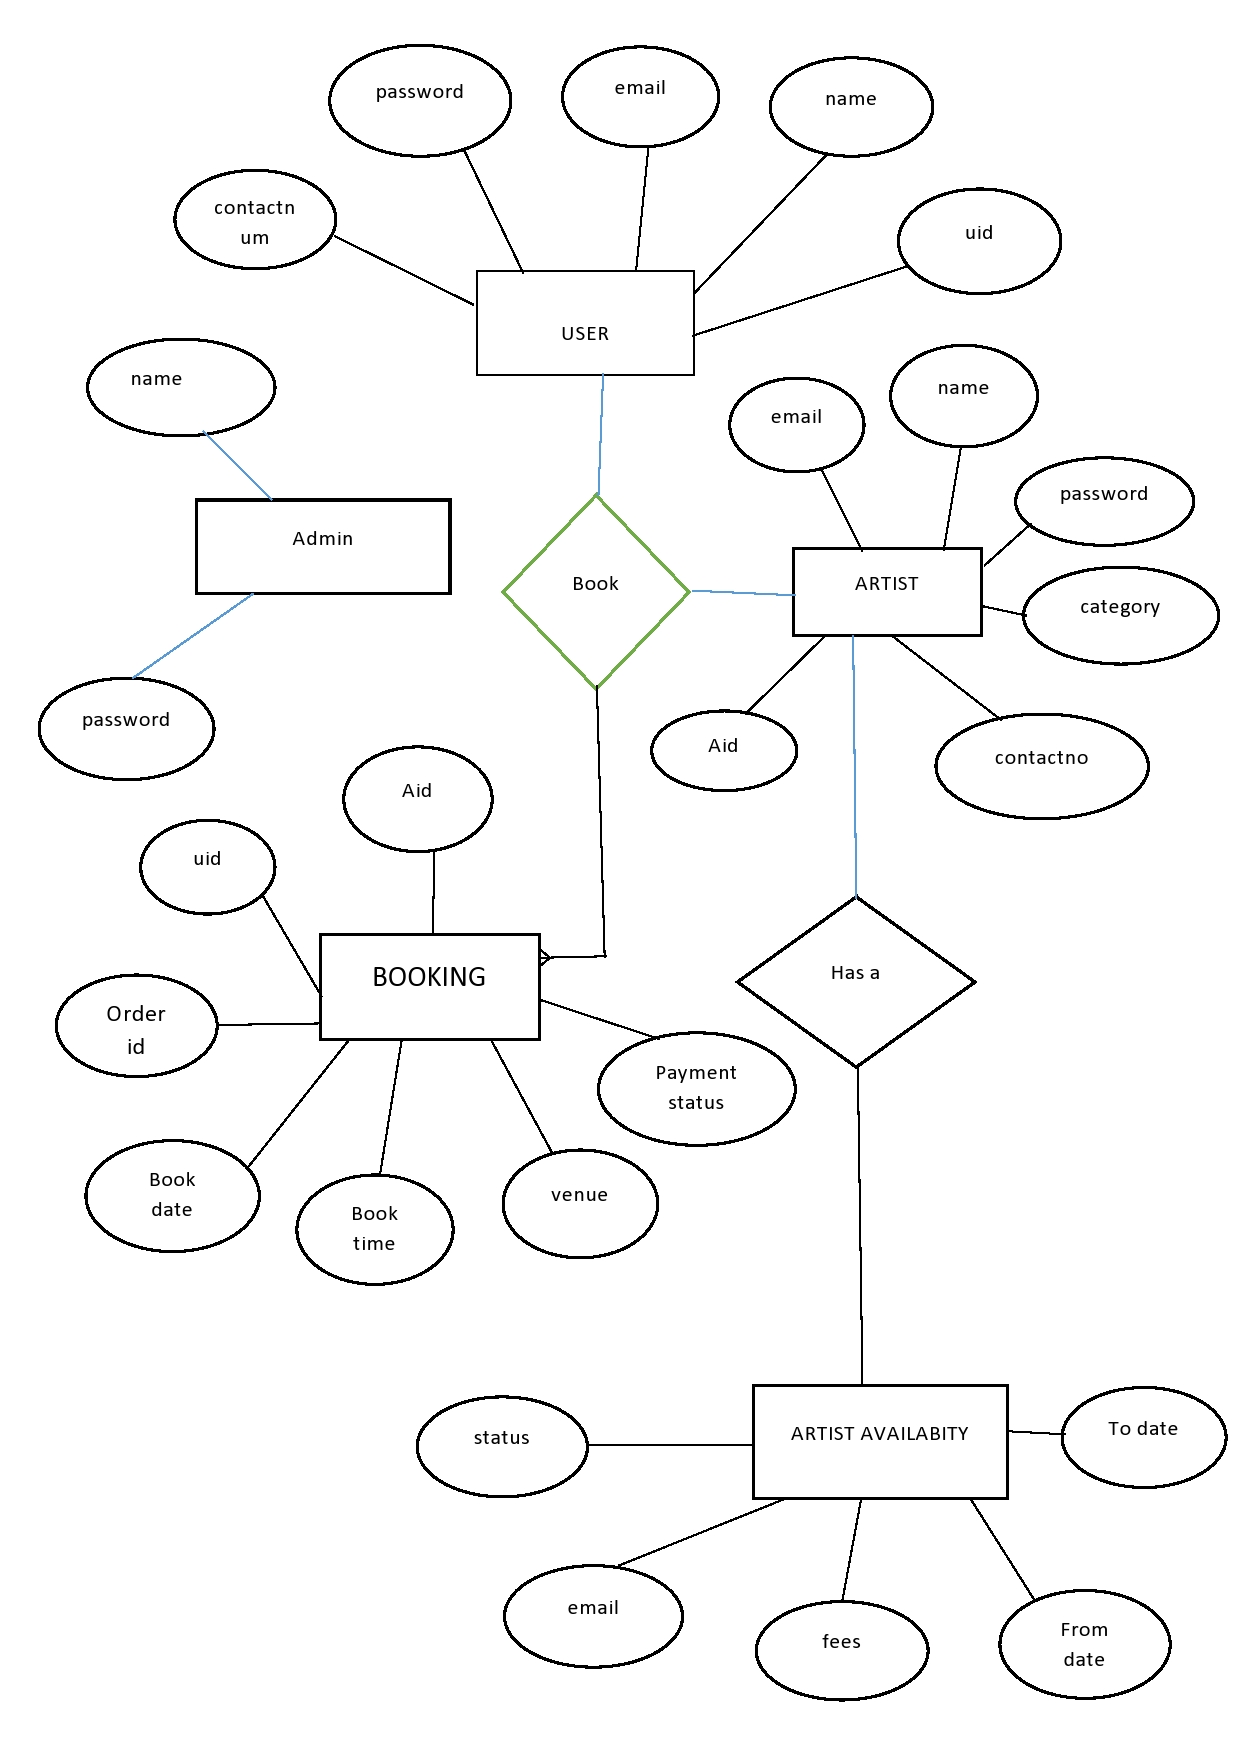 password
email
name
contactn
um
uid
USER
name
email
name
password
Admin
Book
ARTIST
category
password
Aid
contactno
Aid
uid
BOOKING
Has a
Order
id
Payment
status
Book
date
venue
Book
time
status
ARTIST AVAILABITY
To date
email
fees
From
date